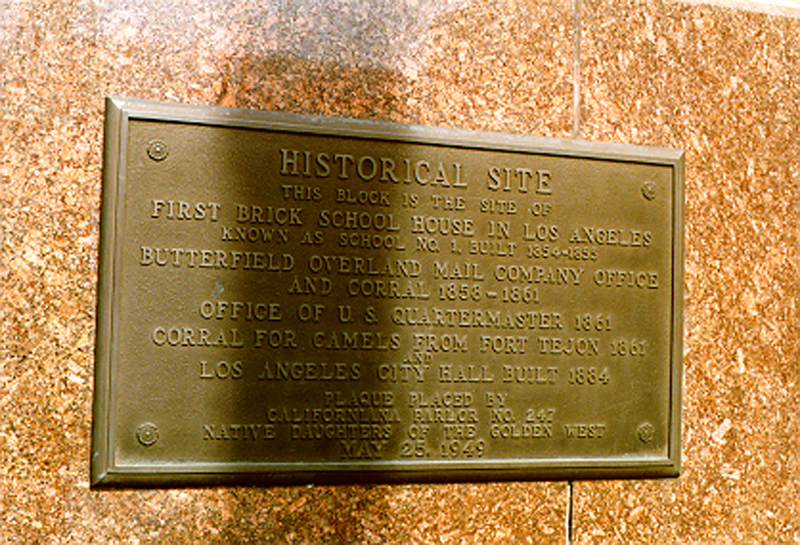 HISTORICAL SITE
THIS BLOCK IS THE SITE OF
FIRST BRICK SCHOOL HOUSE IN LOS ANGELES
KNOWN AS SCHOOL NO. 1, BUILT 1854-1855
BUTTERFIELD OVERLAND MAIL COMPANY OFFICE
AND CORRAL 1858-1861
OFFICE OF U.S. QUARTERMASTER 1861
CORRAL FOR CAMELS FROM FORT TEJON 1861
AND
LOS ANGELES CITY HALL BUILT 1884
PLAQUE PLACED BY
CALIFORNIANA PARLOR NO. 247
NATIVE DAUGHTERS OF THE GOLDEN WEST
MAY 25, 1949